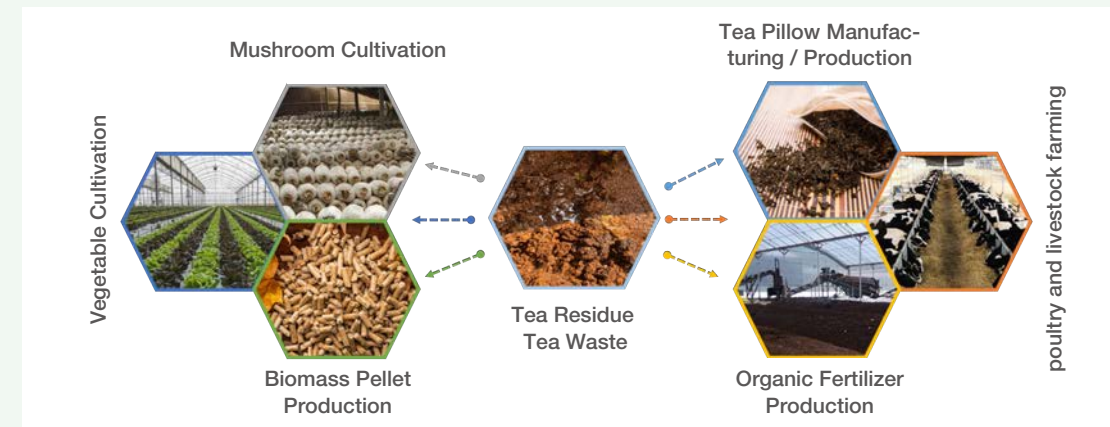 Mushroom Cultivation
Tea Pillow Manufac-
turing / Production
Vegetable Cultivation
poultry and livestock farming
Tea Residue
Tea Waste
Biomass Pellet
Production
Organic Fertilizer
Production